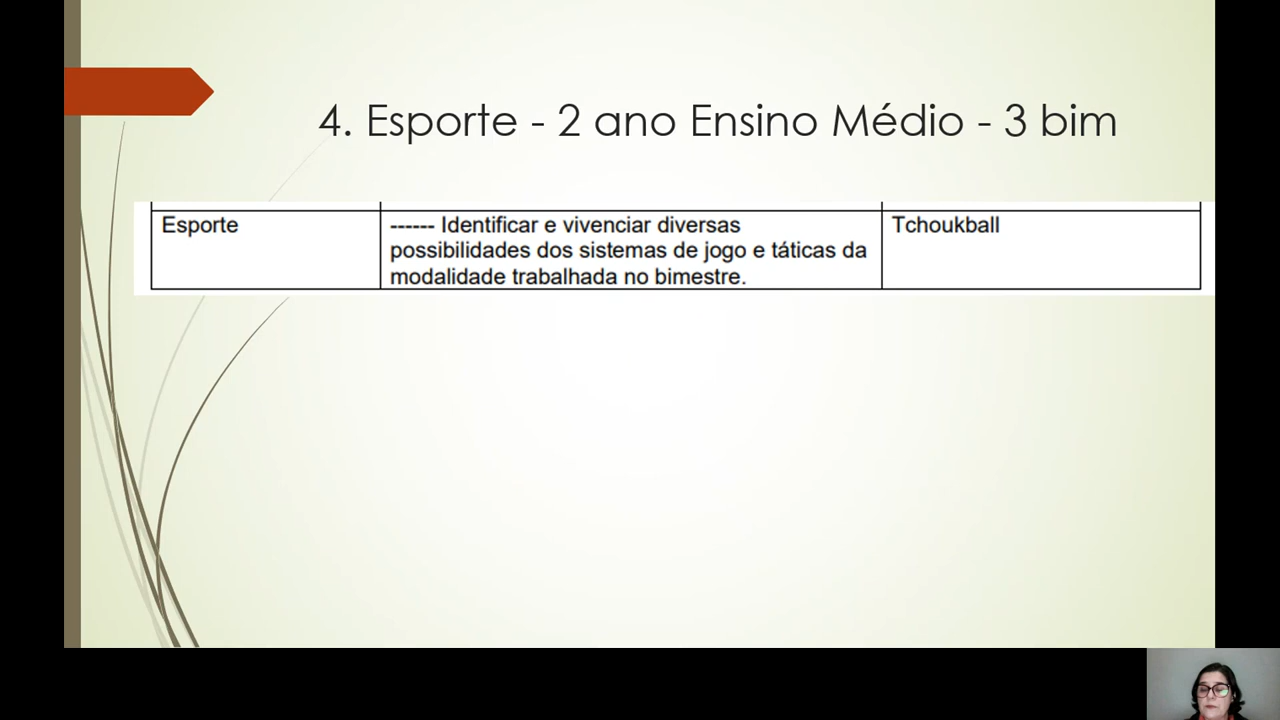 4. Esporte - 2 ano Ensino Médio - 3 bim
Esporte
------ Identificar e vivenciar diversas
possibilidades dos sistemas de jogo e táticas da
modalidade trabalhada no bimestre.
Tchoukball